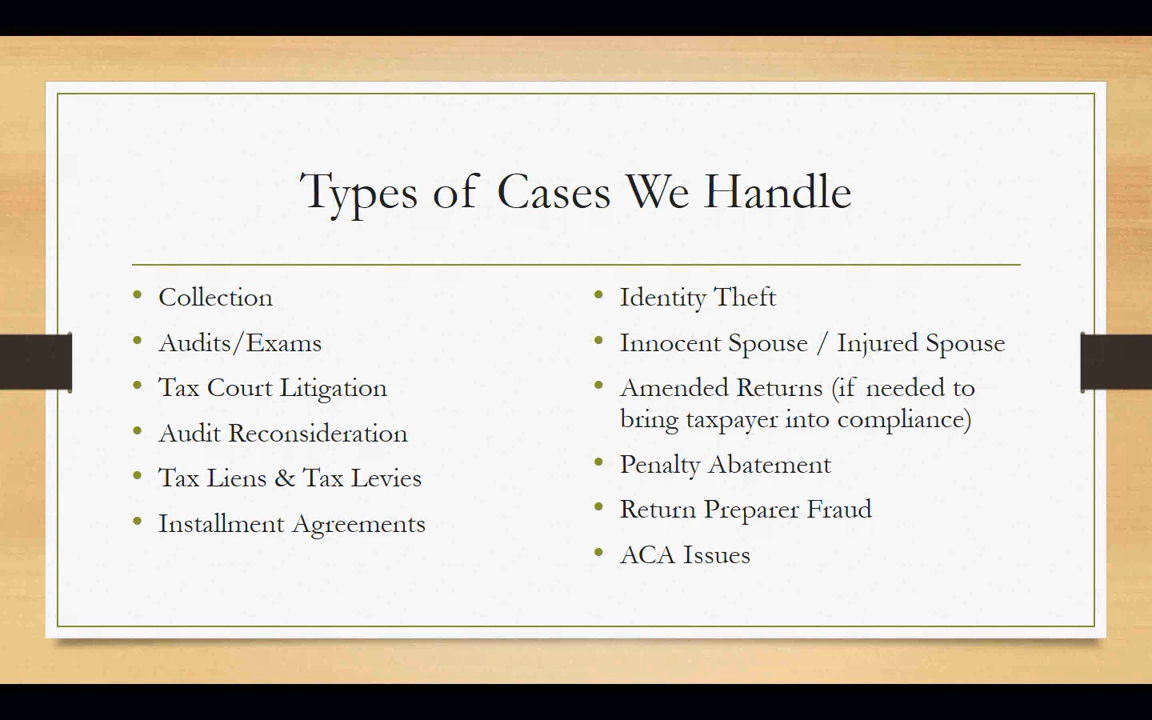 Types of Cases We Handle
• Collection
• Audits/Exams
• Tax Court Litigation
• Audit Reconsideration
• Tax Liens & Tax Levies
• Installment Agreements
• Identity Theft
• Innocent Spouse / Injured Spouse
• Amended Returns (if needed to
bring taxpayer into compliance)
• Penalty Abatement
• Return Preparer Fraud
• ACA Issues